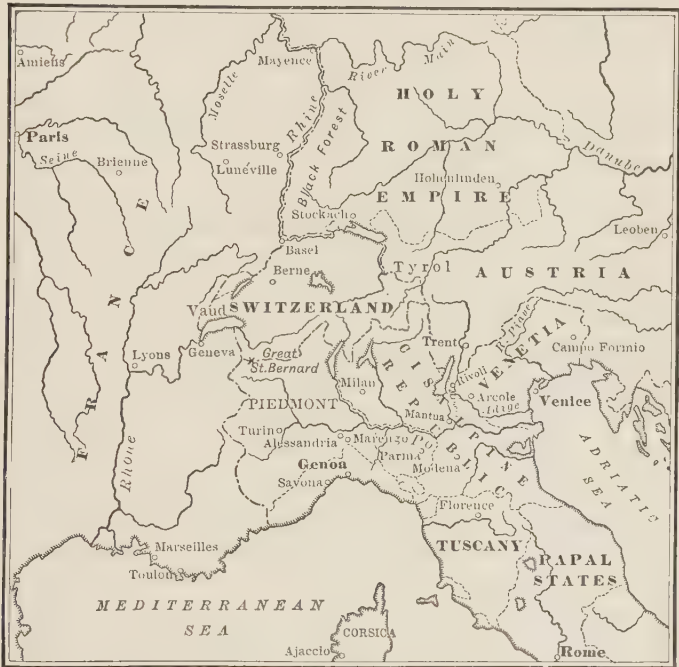 Amiens
Moselle
Mayence
River Main
HOLY
ROMAN
EMPIRE
Paris
Seine
Brienne
Strassburg
Lunéville
Rhine
Black Forest
Hohenlinden
Danube
Stockach
Leoben
Basel
Berne
Tyrol
AUSTRIA
FRANCE
Vaud
SWITZERLAND
Lyons
Geneva
Great
St. Bernard
Trent
R. Piave
VENETIA
Campo Formio
Milan
CISALPINE
REPUBLIC
Rivoli
Arcole
Adige
Venice
Mantua
PIEDMONT
Turino
Alessandria
Marengo
Po
Parma
Modena
Genoa
Savona
Rhone
ADRIATIC
SEA
Florence
Marseilles
Toulon
TUSCANY
PAPAL
STATES
MEDITERRANEAN
SEA
CORSICA
Ajaccio
Rome